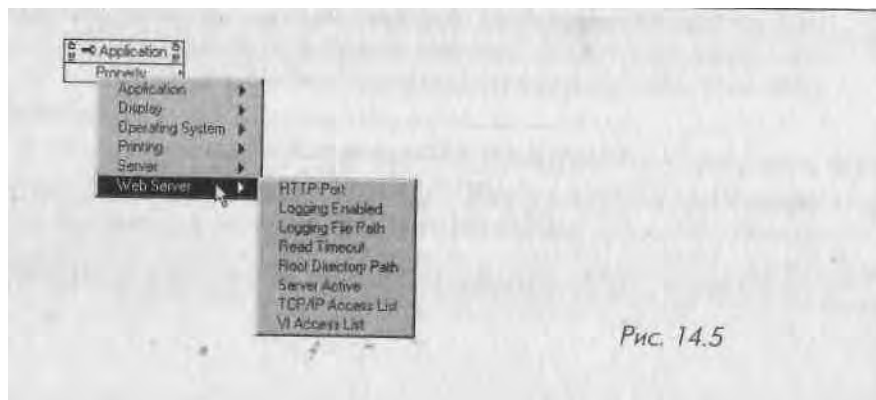 Application
Property
Application
Display
Operating System
Printing
Server
Web Server
HTTP Port
Logging Enabled
Logging File Path
Read Timeout
Root Directory Path
Server Active
TCP/IP Access List
VI Access List
Рис. 14.5